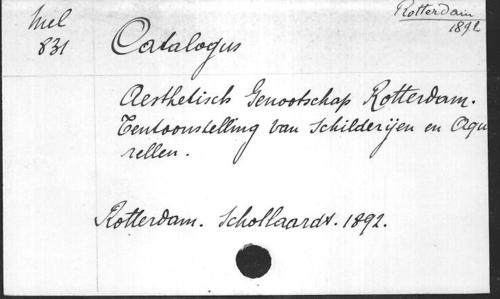 Mel
831
Rotterdam
1892
Catalogus
Aesthetisch Genootschap Rotterdam.
Tentoonstelling van Schilderijen en Aqu
rellen.
Rotterdam. Schollaardt. 1892.